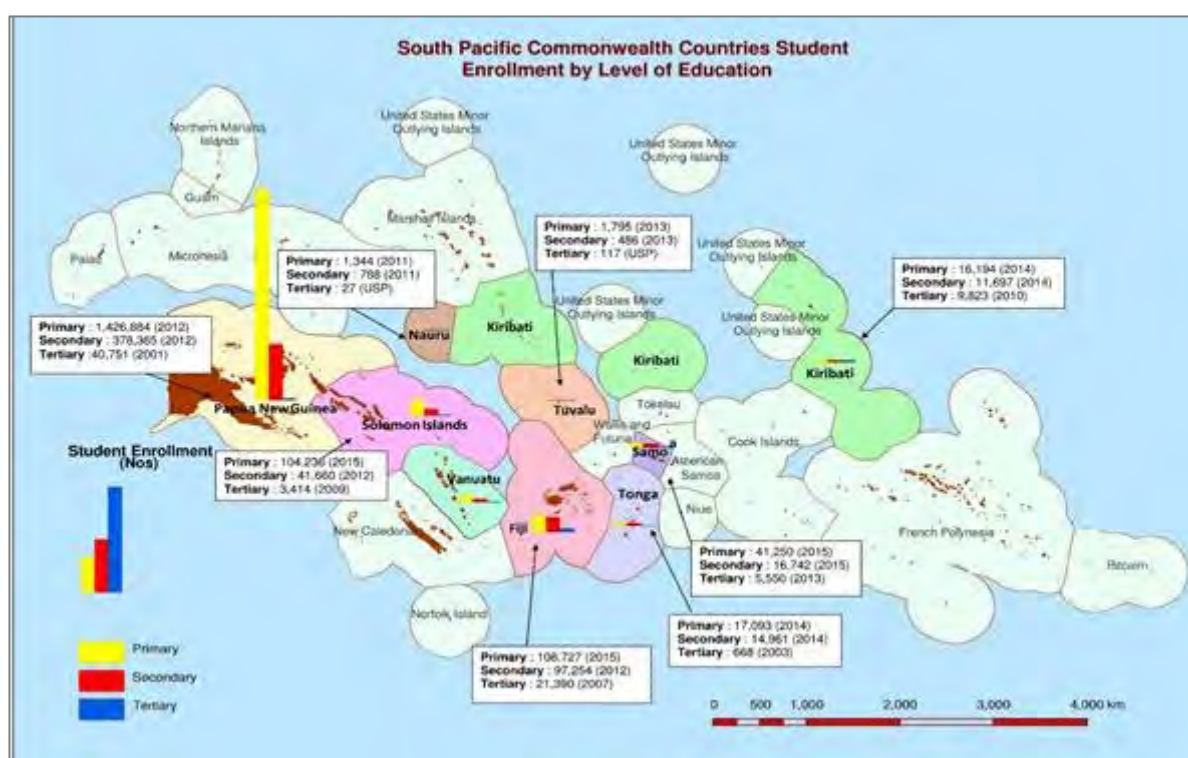 South Pacific Commonwealth Countries Student
Enrollment by Level of Education
United States Minor
Outlying Islands
Northern Mariana
Islands
United States Minor
Outlying Islands
Guam
Marshall Islands
Palau
Micronesia
Primary : 1,795 (2013)
Secondary : 486 (2013)
Tertiary : 117 (USP)
United States Minor
Outlying Islands
Primary : 1,344 (2011)
Secondary : 788 (2011)
Tertiary : 27 (USP)
Primary : 16,194 (2014)
Secondary : 11,697 (2014)
Tertiary : 9,823 (2010)
United States Minor
Outlying Islands
United States Minor
Outlying Islands
Primary : 1,426,884 (2012)
Secondary : 378,365 (2012)
Tertiary : 40,751 (2001)
Nauru
Kiribati
Kiribati
Kiribati
Papua New Guinea
Solomon Islands
Tuvalu
Tokelau
Wallis and
Futuna
Samo
American
Samoa
Cook Islands
Student Enrollment
(Nos)
Primary : 104,236 (2015)
Secondary : 41,660 (2012)
Tertiary : 3,414 (2009)
Vanuatu
Tonga
Niue
New Caledonia
Fiji
French Polynesia
Primary : 41,250 (2015)
Secondary : 16,742 (2015)
Tertiary : 5,550 (2013)
Pitcairn
Norfolk Island
Primary : 17,093 (2014)
Secondary : 14,961 (2014)
Tertiary : 668 (2003)
Primary : 108,727 (2015)
Secondary : 97,254 (2012)
Tertiary : 21,390 (2007)
Primary
Secondary
Tertiary
0 500 1,000 2,000 3,000 4,000 km